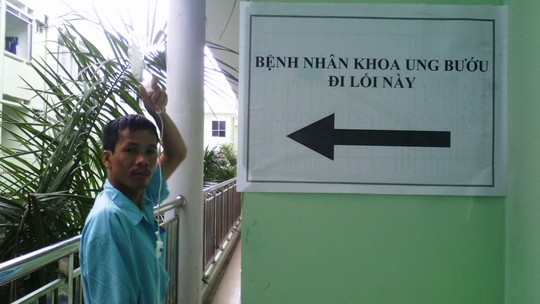 BỆNH NHÂN KHOA UNG BƯỚU
ĐI LỐI NÀY